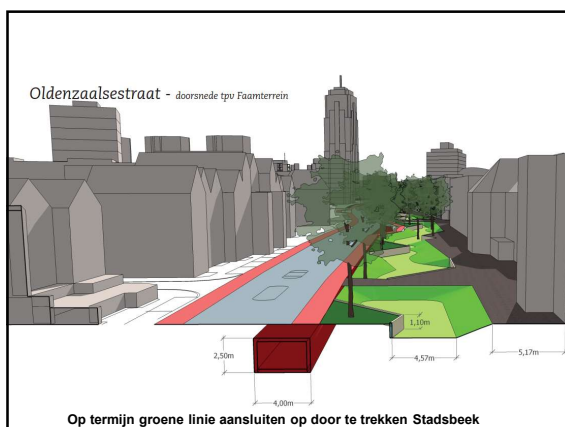 Oldenzaalsestraat - doorsnede tpv Faamterrein
1,10m
2,50m
4,57m
5,17m
4,00m
Op termijn groene linie aansluiten op door te trekken Stadsbeek